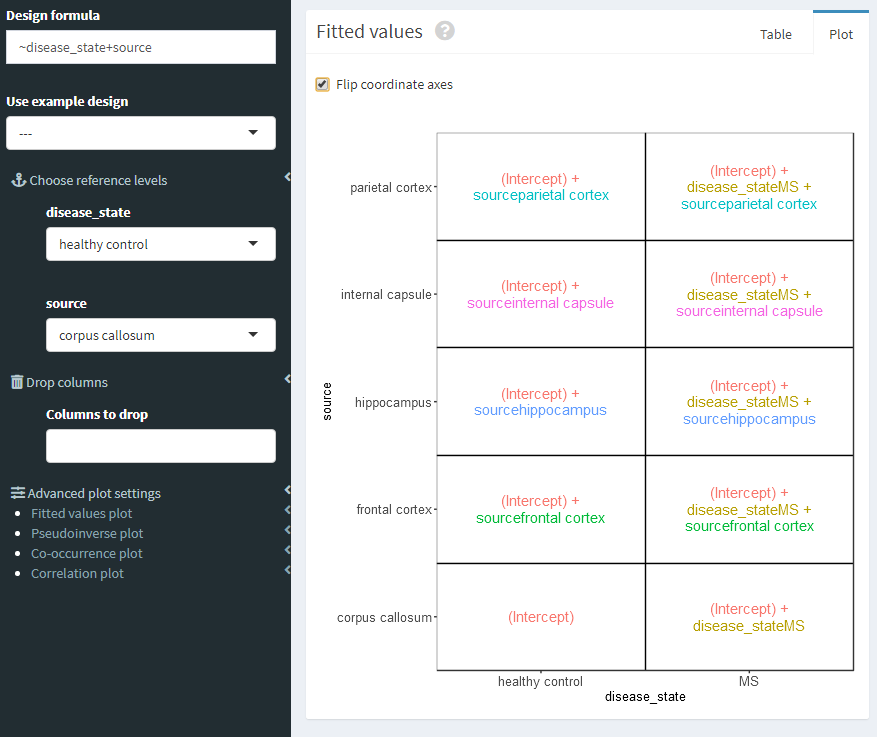 Design formula
~disease_state+source
Use example design
---
Choose reference levels
disease_state
healthy control
source
corpus callosum
Drop columns
Columns to drop
Advanced plot settings
Fitted values plot
Pseudoinverse plot
Co-occurrence plot
Correlation plot
Fitted values ?
Table Plot
Flip coordinate axes
source
parietal cortex
(Intercept) +
sourceparietal cortex
(Intercept) +
disease_stateMS +
sourceparietal cortex
internal capsule
(Intercept) +
sourceinternal capsule
(Intercept) +
disease_stateMS +
sourceinternal capsule
hippocampus
(Intercept) +
sourcehippocampus
(Intercept) +
disease_stateMS +
sourcehippocampus
frontal cortex
(Intercept) +
sourcefrontal cortex
(Intercept) +
disease_stateMS +
sourcefrontal cortex
corpus callosum
(Intercept)
(Intercept) +
disease_stateMS
healthy control MS
disease_state